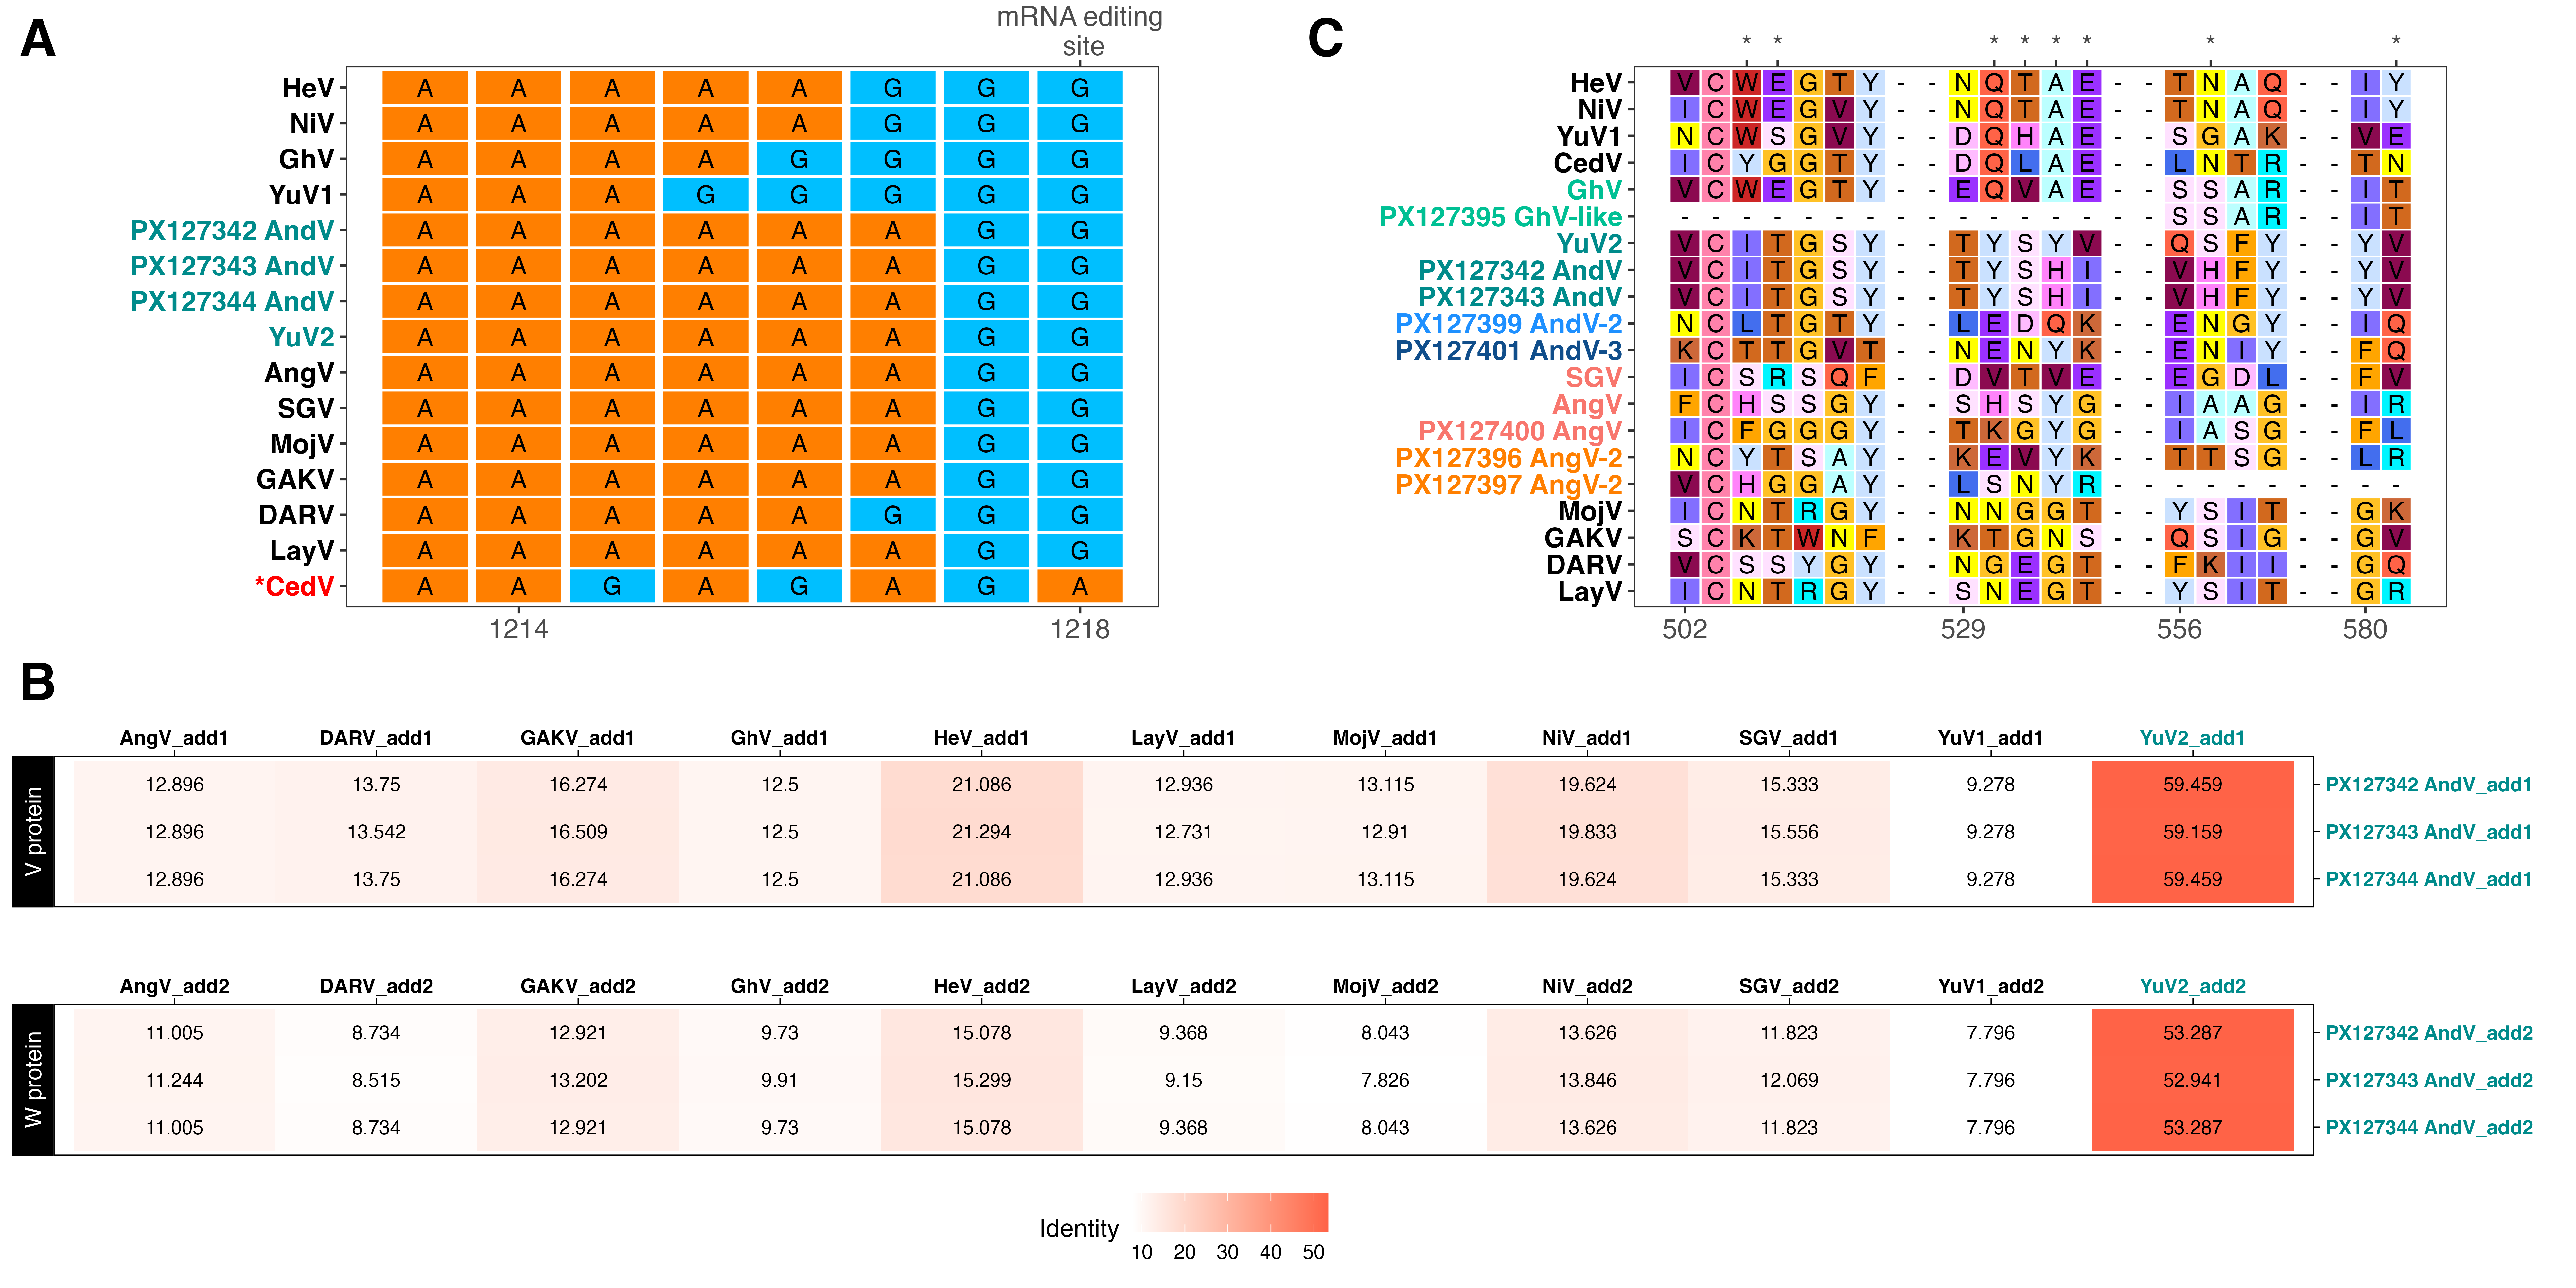 A
mRNA editing
site
HeV A A A A A G G G
NiV A A A A A G G G
GhV A A A A G G G G
YuV1 A A A G G G G G
PX127342 AndV A A A A A A G G
PX127343 AndV A A A A A A G G
PX127344 AndV A A A A A A G G
YuV2 A A A A A A G G
AngV A A A A A A G G
SGV A A A A A A G G
MojV A A A A A A G G
GAKV A A A A A A G G
DARV A A A A A G G G
LayV A A A A A A G G
*CedV A A G A G A G A
1214 1218
C
* * * * * * * *
HeV V C W E G T Y - - N Q T A E - - T N A Q - - I Y
NiV I C W E G V Y - - N Q T A E - - T N A Q - - I Y
YuV1 N C W S G V Y - - D Q H A E - - S G A K - - V E
CedV I C Y G G T Y - - D Q L A E - - L N T R - - T N
GhV V C W E G T Y - - E Q V A E - - S S A R - - I T
PX127395 GhV-like - - - - - - - - - - - - - - - - S S A R - - I T
YuV2 V C I T G S Y - - T Y S Y V - - Q S F Y - - Y V
PX127342 AndV V C I T G S Y - - T Y S H I - - V H F Y - - Y V
PX127343 AndV V C I T G S Y - - T Y S H I - - V H F Y - - Y V
PX127399 AndV-2 N C L T G T Y - - L E D Q K - - E N G Y - - I Q
PX127401 AndV-3 K C T T G V T - - N E N Y K - - E N I Y - - F Q
SGV I C S R S Q F - - D V T V E - - E G D L - - F V
AngV F C H S S G Y - - S H S Y G - - I A A G - - I R
PX127400 AngV I C F G G G Y - - T K G Y G - - I A S G - - F L
PX127396 AngV-2 N C Y T S A Y - - K E V Y K - - T T S G - - L R
PX127397 AngV-2 V C H G G A Y - - L S N Y R - - - - - - - - - -
MojV I C N T R G Y - - N N G G T - - Y S I T - - G K
GAKV S C K T W N F - - K T G N S - - Q S I G - - G V
DARV V C S S Y G Y - - N G E G T - - F K I I - - G Q
LayV I C N T R G Y - - S N E G T - - Y S I T - - G R
502 529 556 580
B
AngV_add1 DARV_add1 GAKV_add1 GhV_add1 HeV_add1 LayV_add1 MojV_add1 NiV_add1 SGV_add1 YuV1_add1 YuV2_add1
V protein
12.896 13.75 16.274 12.5 21.086 12.936 13.115 19.624 15.333 9.278 59.459 PX127342 AndV_add1
12.896 13.542 16.509 12.5 21.294 12.731 12.91 19.833 15.556 9.278 59.159 PX127343 AndV_add1
12.896 13.75 16.274 12.5 21.086 12.936 13.115 19.624 15.333 9.278 59.459 PX127344 AndV_add1
AngV_add2 DARV_add2 GAKV_add2 GhV_add2 HeV_add2 LayV_add2 MojV_add2 NiV_add2 SGV_add2 YuV1_add2 YuV2_add2
W protein
11.005 8.734 12.921 9.73 15.078 9.368 8.043 13.626 11.823 7.796 53.287 PX127342 AndV_add2
11.244 8.515 13.202 9.91 15.299 9.15 7.826 13.846 12.069 7.796 52.941 PX127343 AndV_add2
11.005 8.734 12.921 9.73 15.078 9.368 8.043 13.626 11.823 7.796 53.287 PX127344 AndV_add2
Identity
10 20 30 40 50